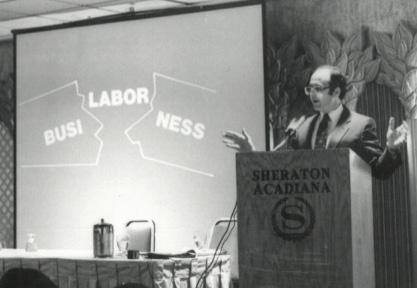 LABOR
BUSI NESS
SHERATON
ACADIANA
S